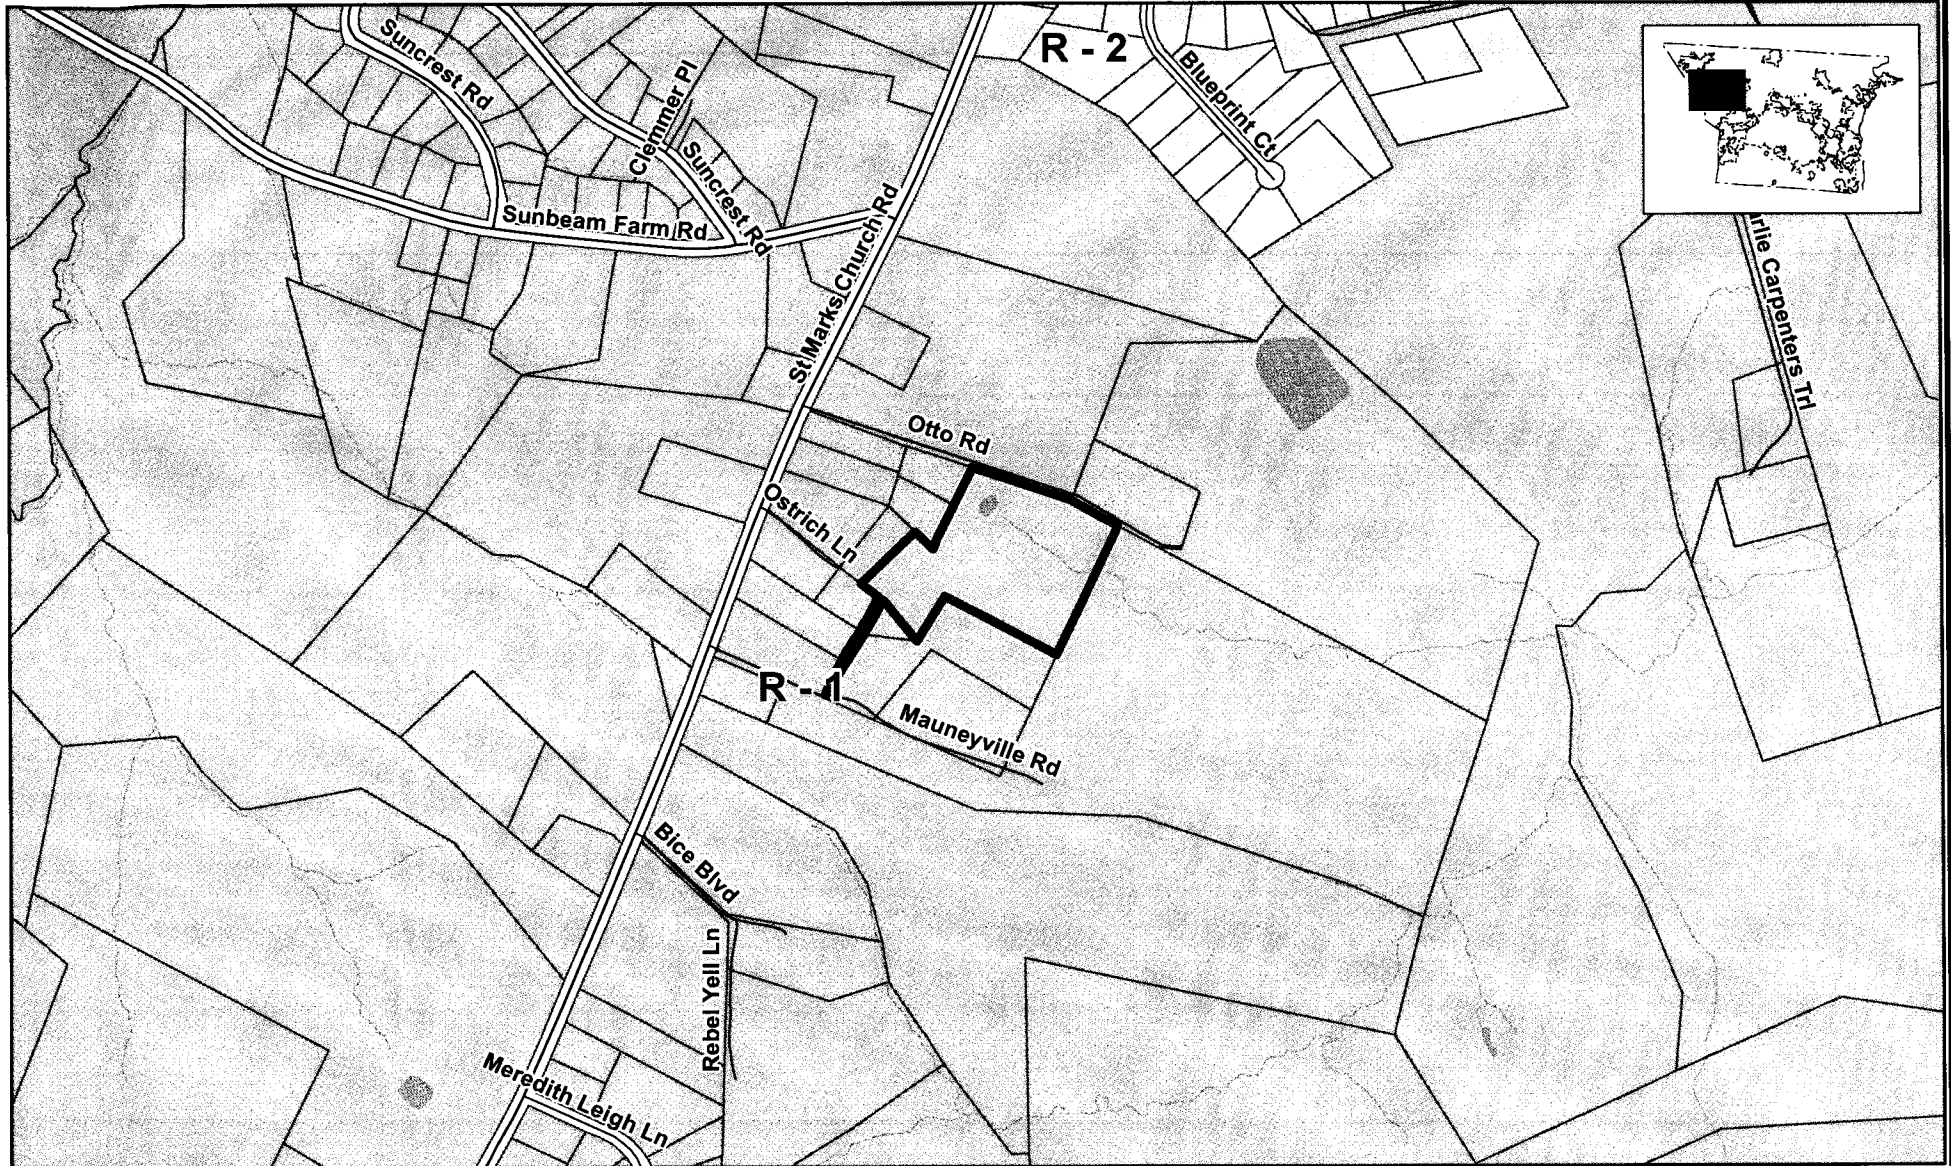 R - 2
Suncrest Rd
Clemmer Pl
Blueprint Ct
Suncrest Rd
Sunbeam Farm Rd
St Marks Church Rd
arlie Carpenters Trl
Otto Rd
Ostrich Ln
R - 1
Mauneyville Rd
Bice Blvd
Rebel Yell Ln
Meredith Leigh Ln